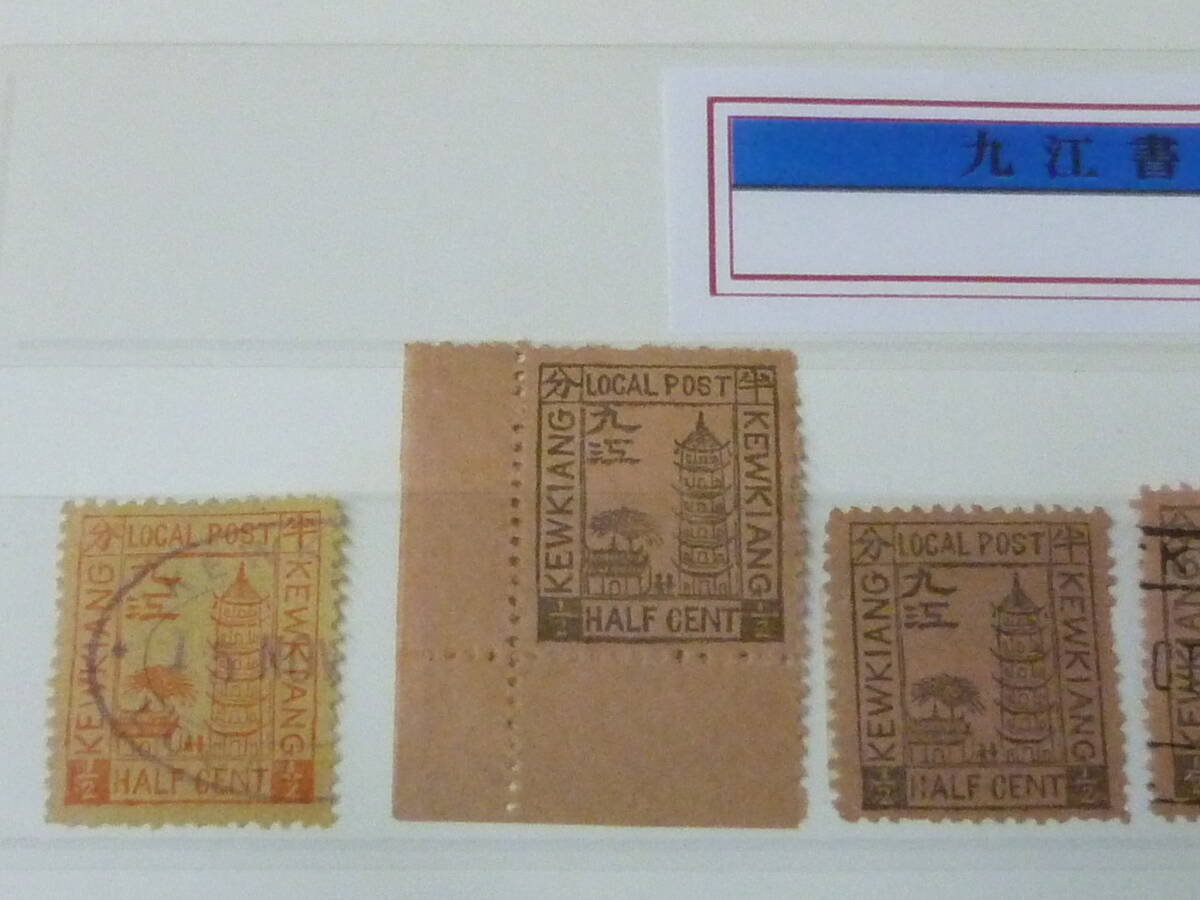 九江書
分 LOCAL POST 半
九江
KEWKIANG
KEWKIANG
½ HALF CENT ½
分 LOCAL POST 半
九江
KEWKIANG
KEWKIANG
½ HALF CENT ½
分 LOCAL POST 半
九江
KEWKIANG
KEWKIANG
½ HALF CENT ½